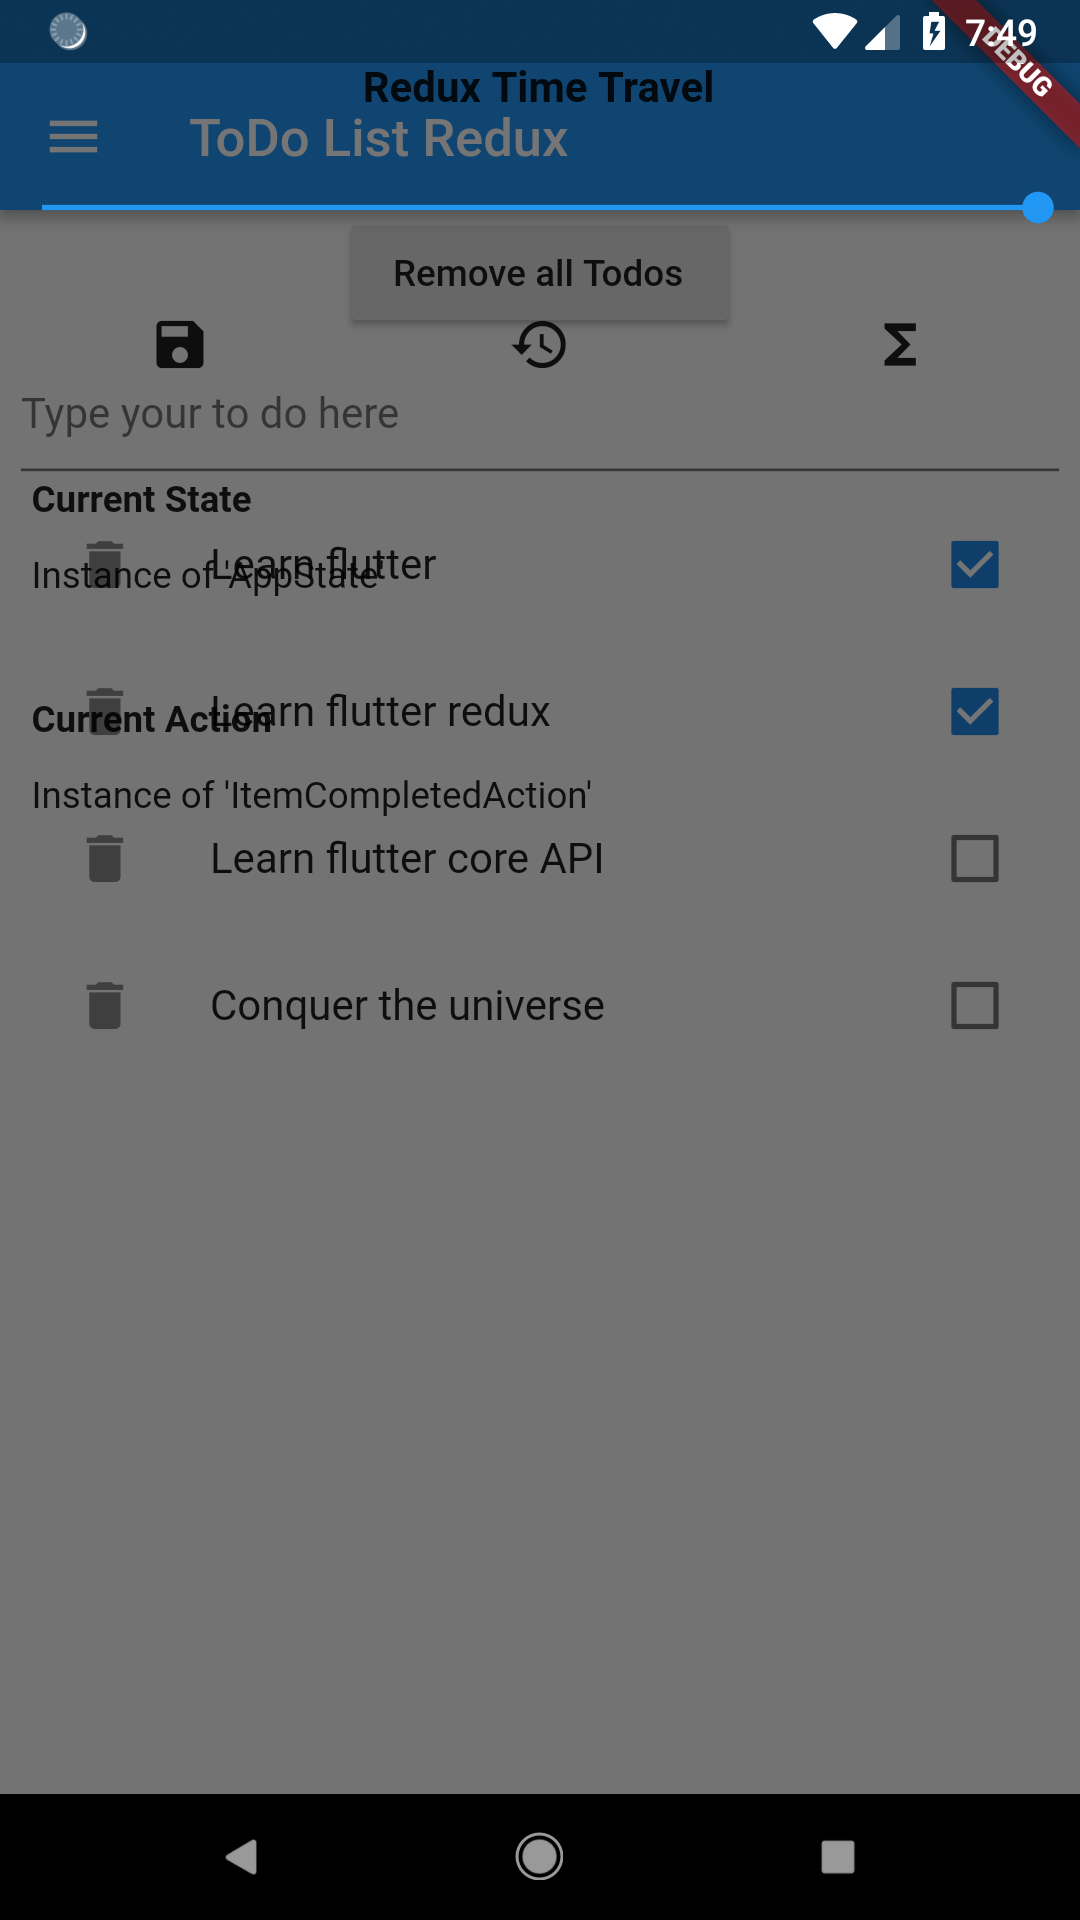 7:49
DEBUG
Redux Time Travel
ToDo List Redux
Remove all Todos
Type your to do here
Current State
Learn flutter
Instance of 'AppState'
Learn flutter redux
Current Action
Instance of 'ItemCompletedAction'
Learn flutter core API
Conquer the universe